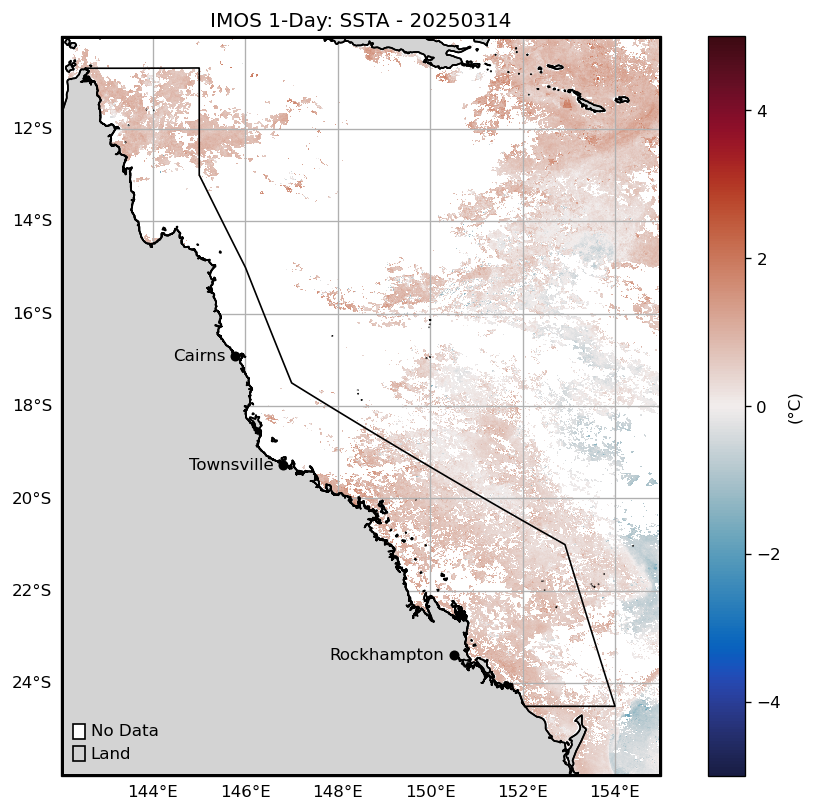 IMOS 1-Day: SSTA - 20250314
12°S
14°S
16°S
18°S
20°S
22°S
24°S
Cairns
Townsville
Rockhampton
No Data
Land
144°E 146°E 148°E 150°E 152°E 154°E
4
2
0
−2
−4
(°C)